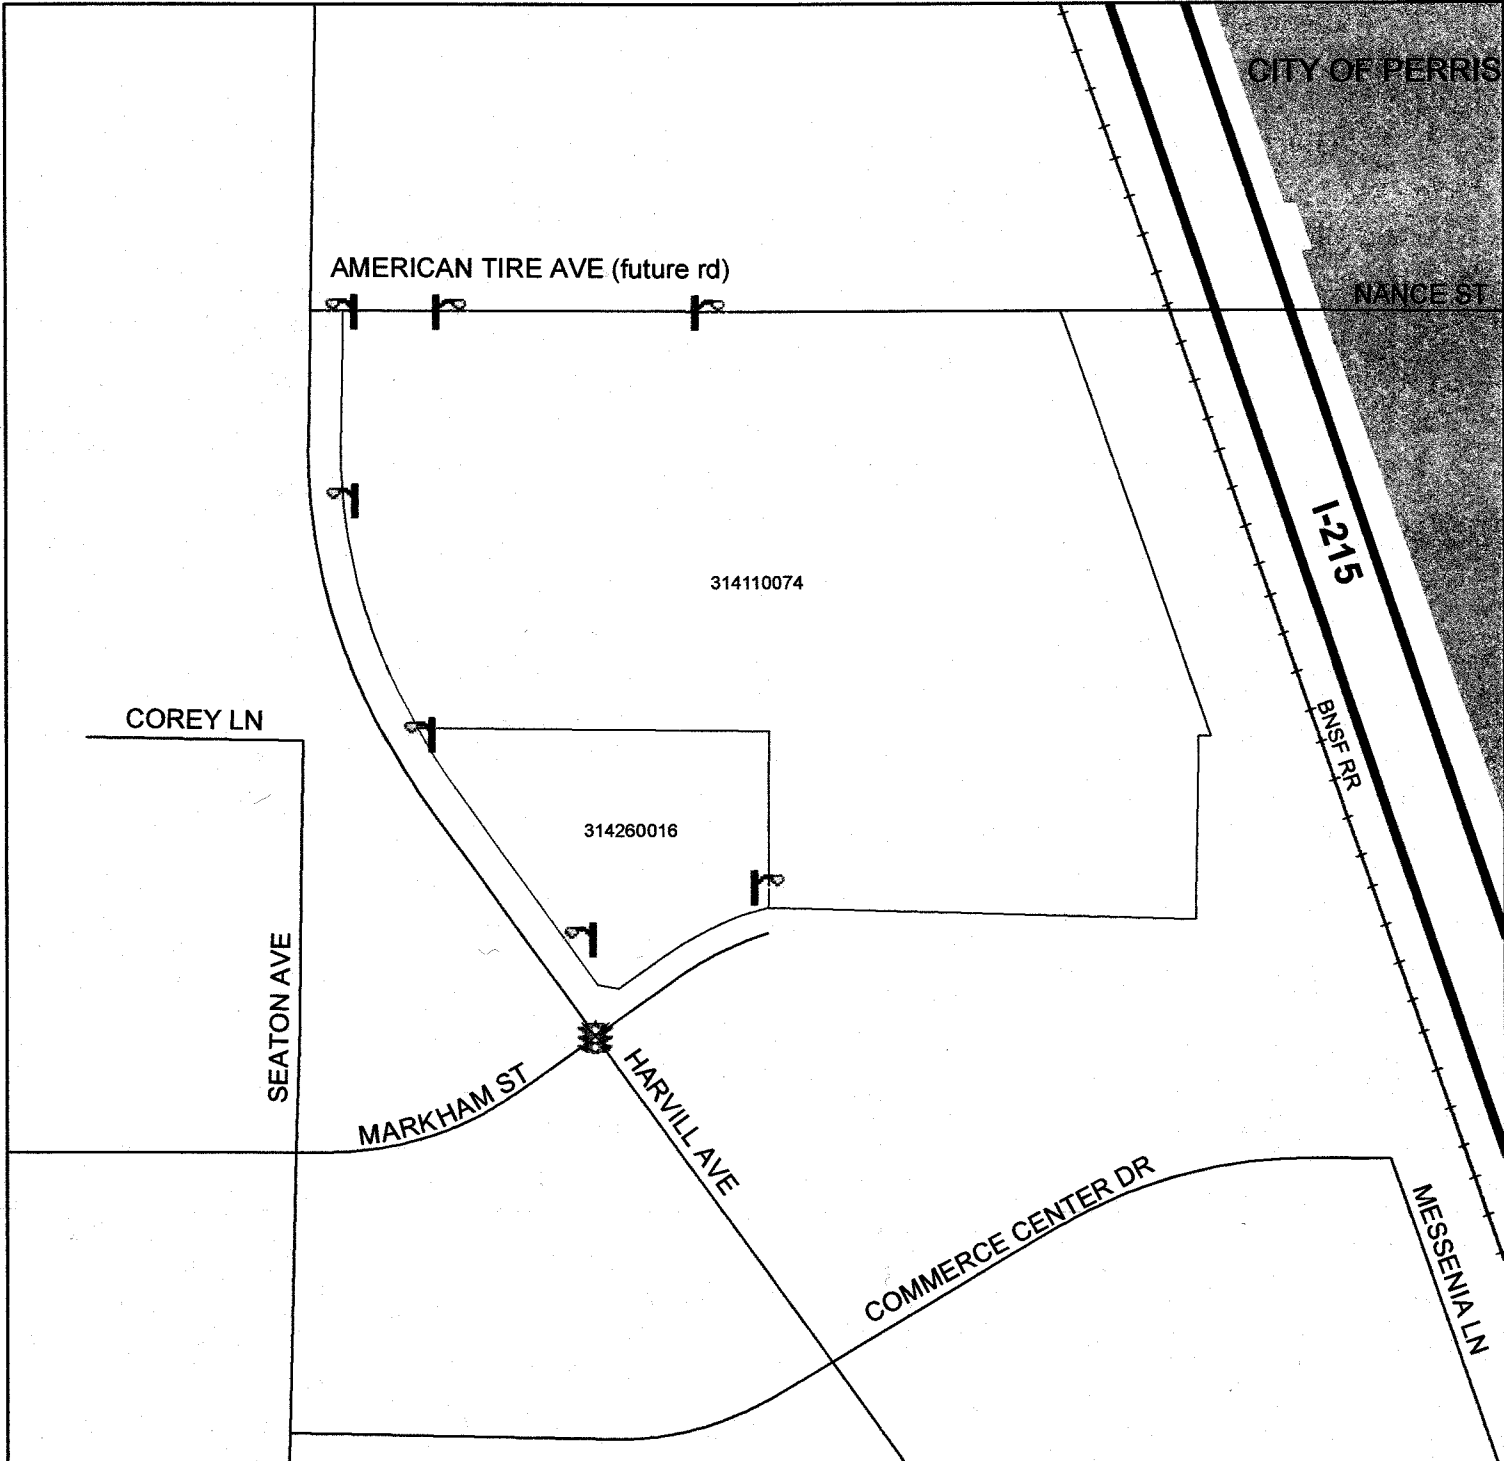 CITY OF PERRIS
AMERICAN TIRE AVE (future rd)
NANCE ST
I-215
314110074
BNSF RR
COREY LN
314260016
SEATON AVE
MARKHAM ST
HARVILL AVE
COMMERCE CENTER DR
MESSENIA LN